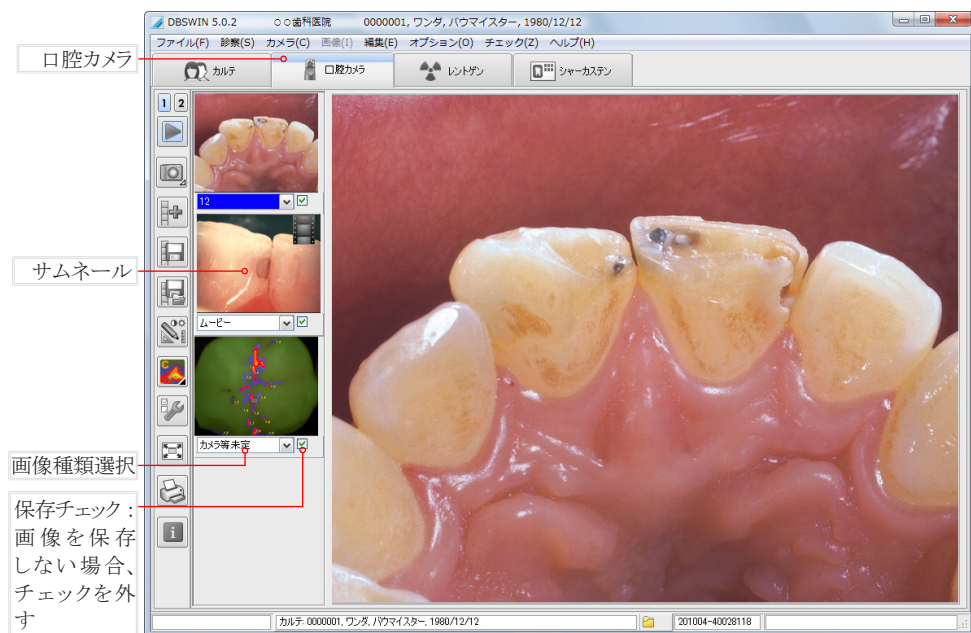 DBSWIN 5.0.2 ○○歯科医院 0000001, ワンダ, バウマイスター, 1980/12/12
ファイル(F) 診察(S) カメラ(C) 画像(I) 編集(E) オプション(O) チェック(Z) ヘルプ(H)
口腔カメラ
カルテ 口腔カメラ レントゲン シャーカステン
1 2
12
サムネール
ムービー
C
カメラ等未定
画像種類選択
保存チェック：
画像を保存
しない場合、
チェックを外
す
i
カルテ: 0000001, ワンダ, バウマイスター, 1980/12/12 201004-40028118